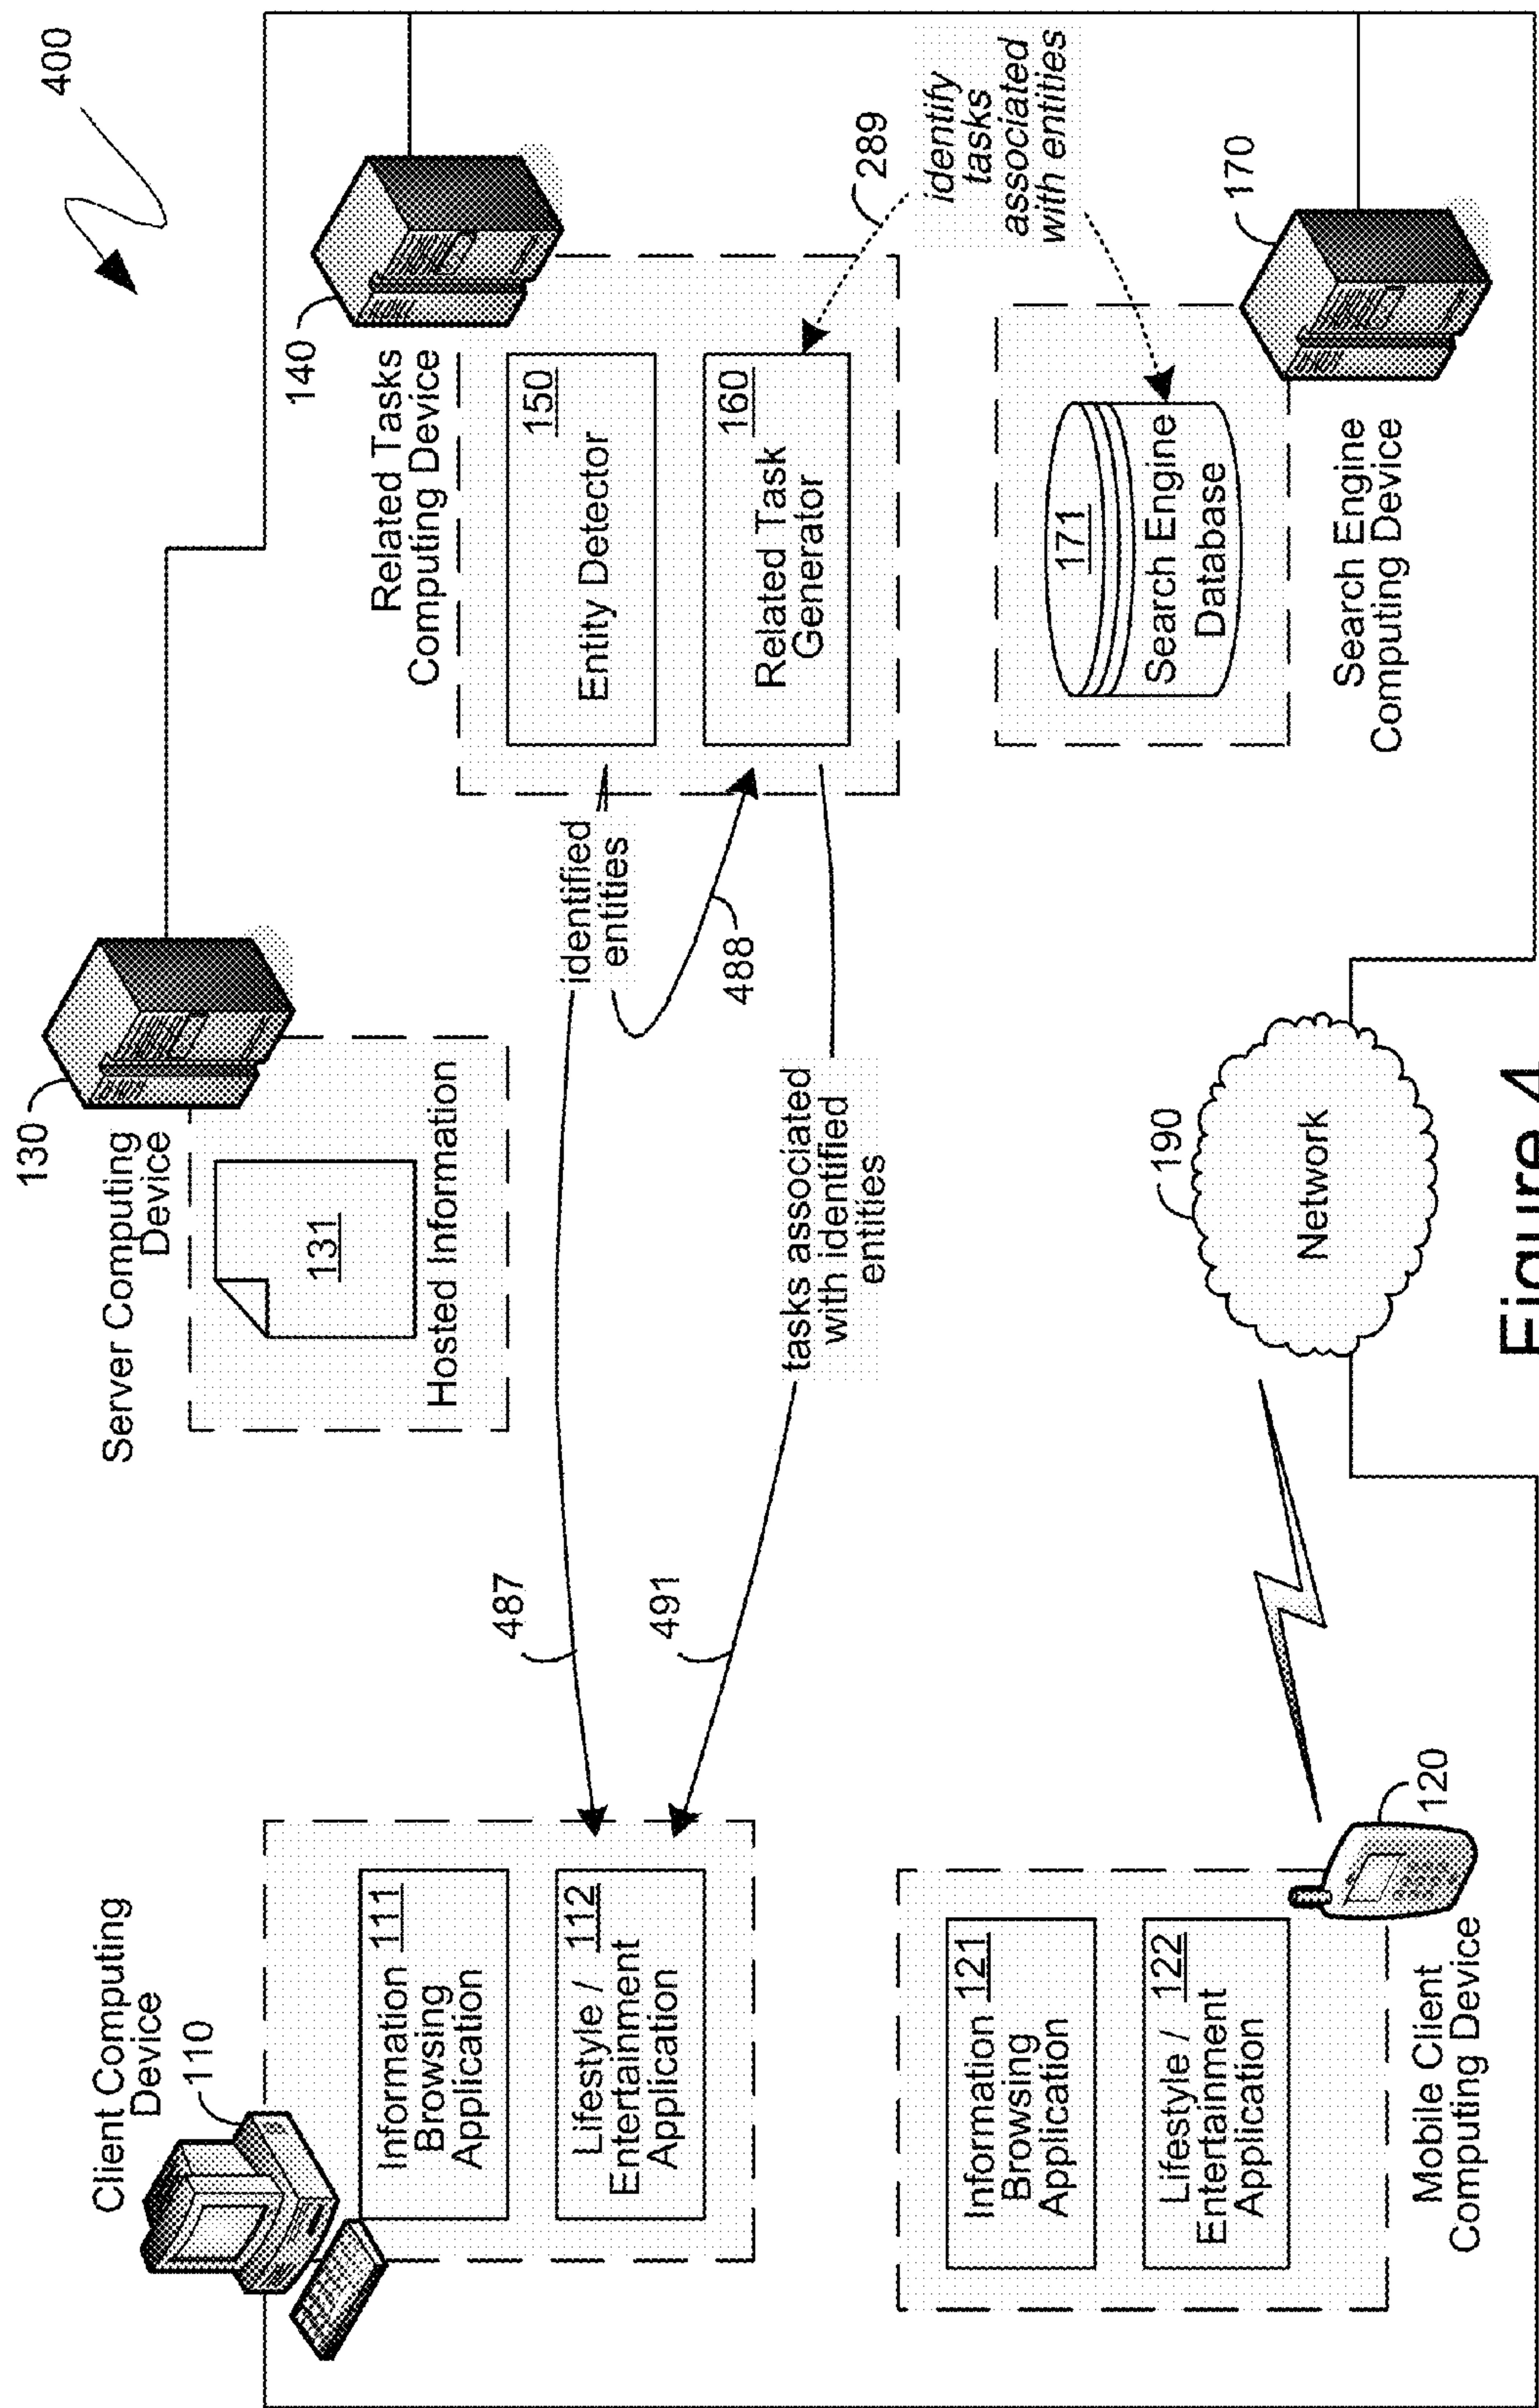 400
130
Server Computing
Device
131
Hosted Information
140
Related Tasks
Computing Device
150
Entity Detector
160
Related Task
Generator
289
identify
tasks
associated
with entities
Client Computing
Device
110
Information 111
Browsing
Application
Lifestyle / 112
Entertainment
Application
487
identified
entities
488
491
tasks associated
with identified
entities
Information 121
Browsing
Application
Lifestyle / 122
Entertainment
Application
120
Mobile Client
Computing Device
190
Network
170
171
Search Engine
Database
Search Engine
Computing Device
Figure 4